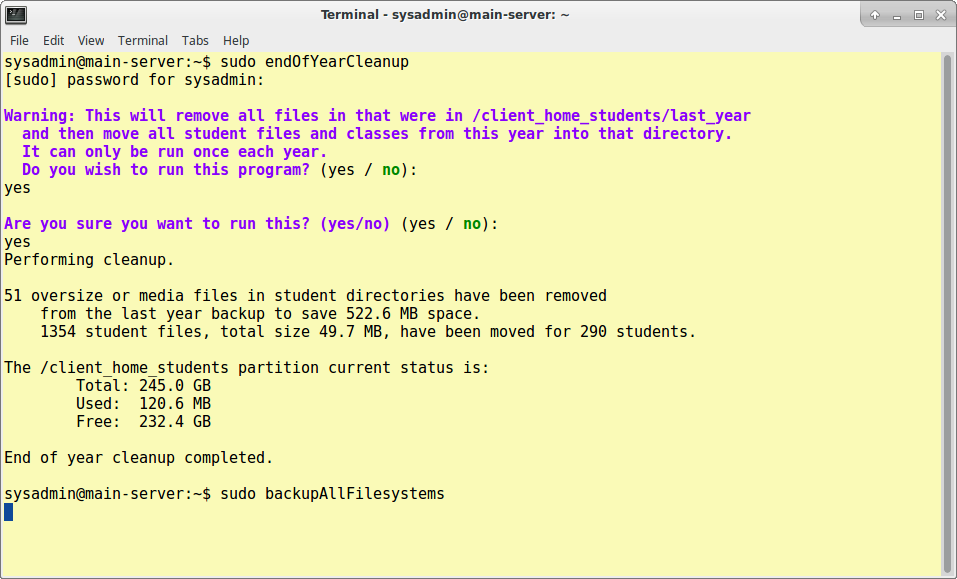 Terminal - sysadmin@main-server: ~
File Edit View Terminal Tabs Help
sysadmin@main-server:~$ sudo endOfYearCleanup
[sudo] password for sysadmin:
Warning: This will remove all files in that were in /client_home_students/last_year
and then move all student files and classes from this year into that directory.
It can only be run once each year.
Do you wish to run this program? (yes / no):
yes
Are you sure you want to run this? (yes/no) (yes / no):
yes
Performing cleanup.
51 oversize or media files in student directories have been removed
from the last year backup to save 522.6 MB space.
1354 student files, total size 49.7 MB, have been moved for 290 students.
The /client_home_students partition current status is:
Total: 245.0 GB
Used: 120.6 MB
Free: 232.4 GB
End of year cleanup completed.
sysadmin@main-server:~$ sudo backupAllFilesystems